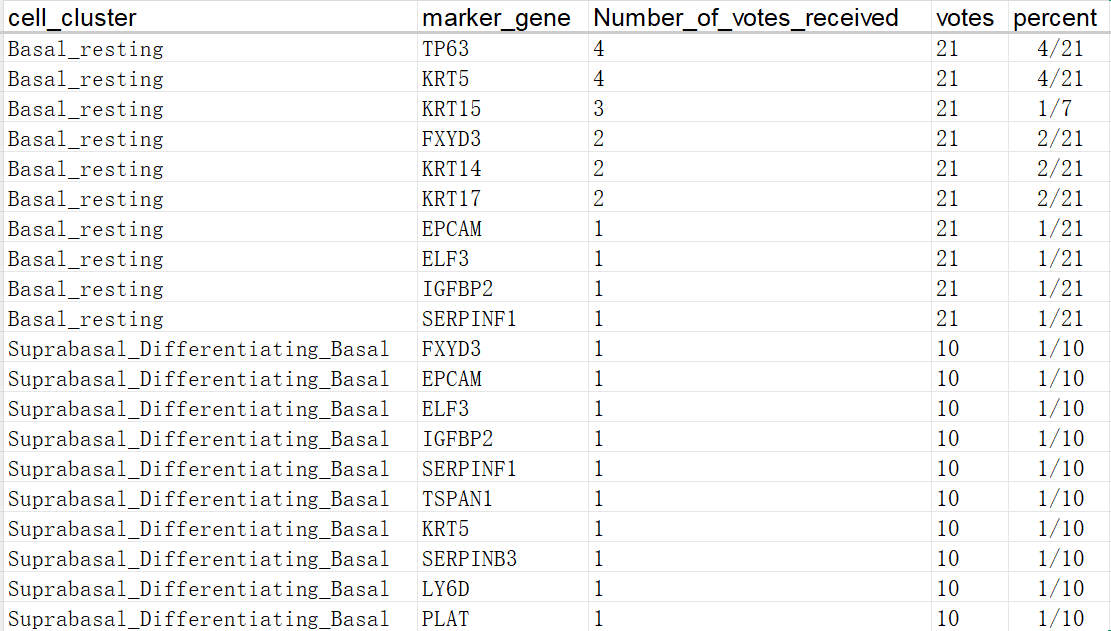 cell_cluster marker_gene Number_of_votes_received votes percent
Basal_resting TP63 4 21 4/21
Basal_resting KRT5 4 21 4/21
Basal_resting KRT15 3 21 1/7
Basal_resting FXYD3 2 21 2/21
Basal_resting KRT14 2 21 2/21
Basal_resting KRT17 2 21 2/21
Basal_resting EPCAM 1 21 1/21
Basal_resting ELF3 1 21 1/21
Basal_resting IGFBP2 1 21 1/21
Basal_resting SERPINF1 1 21 1/21
Suprabasal_Differentiating_Basal FXYD3 1 10 1/10
Suprabasal_Differentiating_Basal EPCAM 1 10 1/10
Suprabasal_Differentiating_Basal ELF3 1 10 1/10
Suprabasal_Differentiating_Basal IGFBP2 1 10 1/10
Suprabasal_Differentiating_Basal SERPINF1 1 10 1/10
Suprabasal_Differentiating_Basal TSPAN1 1 10 1/10
Suprabasal_Differentiating_Basal KRT5 1 10 1/10
Suprabasal_Differentiating_Basal SERPINB3 1 10 1/10
Suprabasal_Differentiating_Basal LY6D 1 10 1/10
Suprabasal_Differentiating_Basal PLAT 1 10 1/10